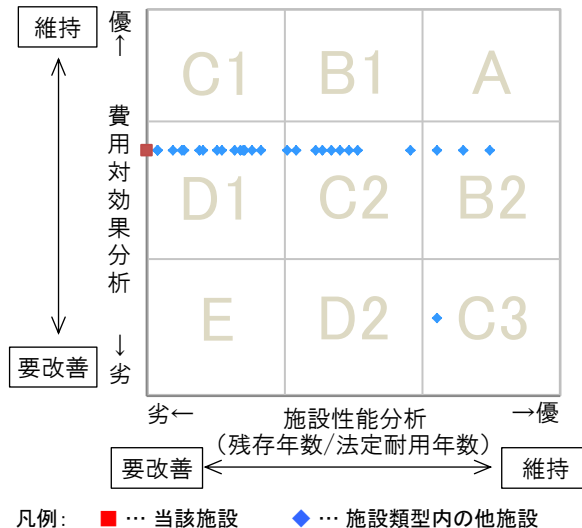 維持
優←
費用対効果分析
→劣
要改善
C1 B1 A
D1 C2 B2
E D2 C3
劣← 施設性能分析 →優
（残存年数/法定耐用年数）
要改善 維持
凡例： ■ … 当該施設 ◆ … 施設類型内の他施設